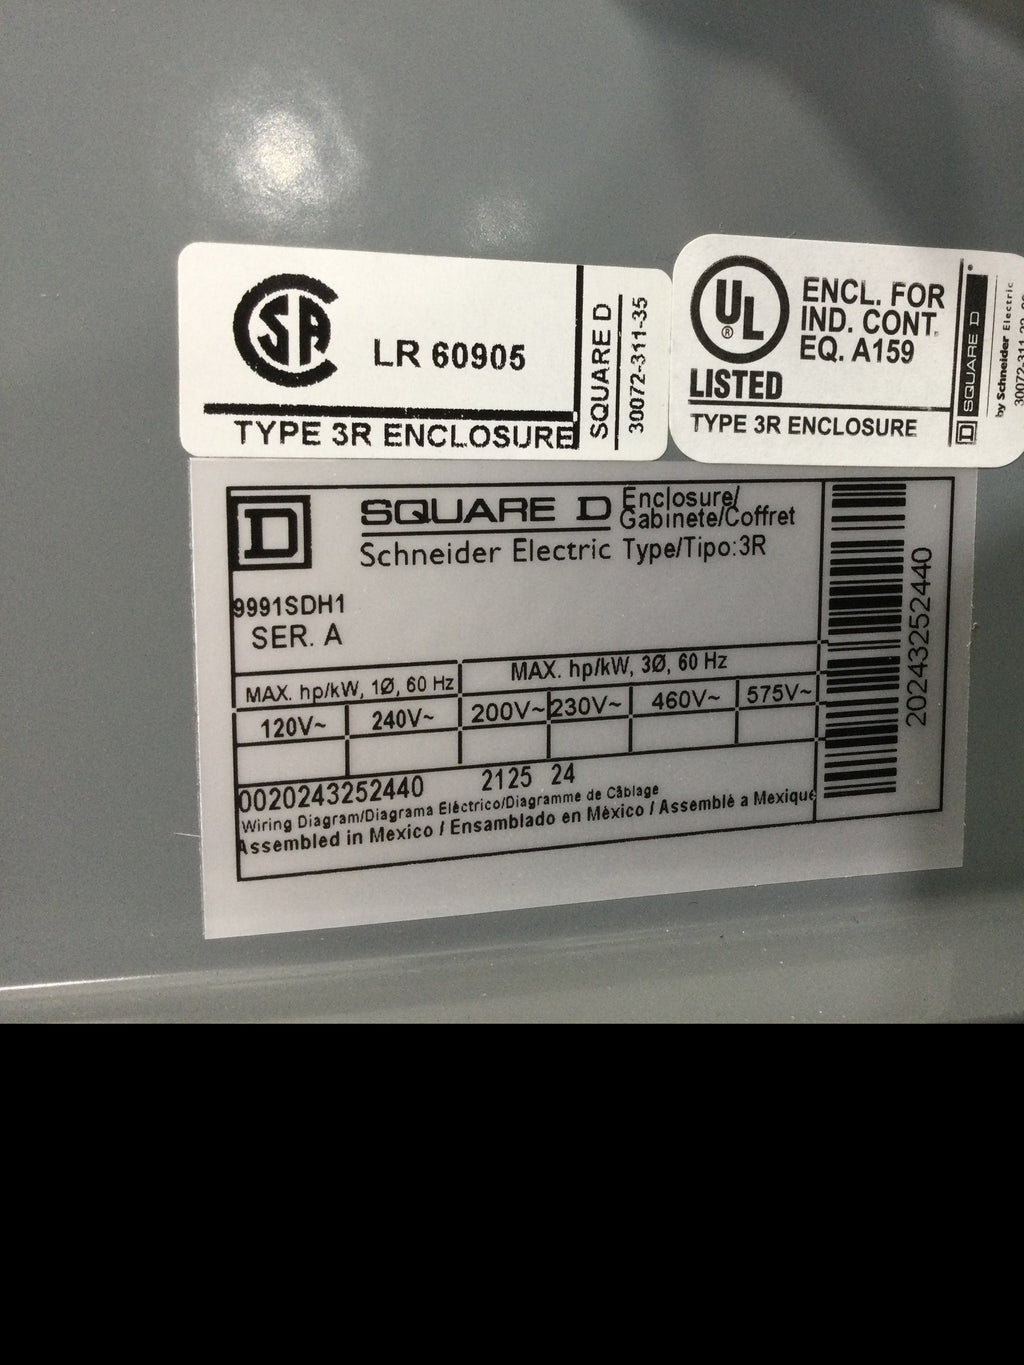 SA
LR 60905
TYPE 3R ENCLOSURE
SQUARE D
30072-311-35
UL
®
LISTED
ENCL. FOR
IND. CONT.
EQ. A159
TYPE 3R ENCLOSURE
D SQUARE D
by Schneider Electric
D
SQUARE D
Schneider Electric
Enclosure/
Gabinete/Coffret
Type/Tipo:3R
9991SDH1
SER. A
MAX. hp/kW, 1Ø, 60 Hz
MAX. hp/kW, 3Ø, 60 Hz
120V~ 240V~ 200V~ 230V~ 460V~ 575V~
0020243252440 2125 24
Wiring Diagram/Diagrama Eléctrico/Diagramme de Câblage
Assembled in Mexico / Ensamblado en México / Assemblé a Mexique
20243252440